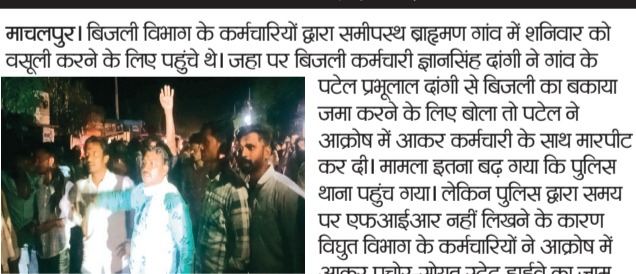 माचलपुर। बिजली विभाग के कर्मचारियों द्वारा समीपस्थ ब्राहृमण गांव में शनिवार को
वसूली करने के लिए पहुंचे थे। जहा पर बिजली कर्मचारी ज्ञानसिंह दांगी ने गांव के
पटेल प्रभूलाल दांगी से बिजली का बकाया
जमा करने के लिए बोला तो पटेल ने
आक्रोष में आकर कर्मचारी के साथ मारपीट
कर दी। मामला इतना बढ़ गया कि पुलिस
थाना पहुंच गया। लेकिन पुलिस द्वारा समय
पर एफआईआर नहीं लिखने के कारण
विघुत विभाग के कर्मचारियों ने आक्रोष में